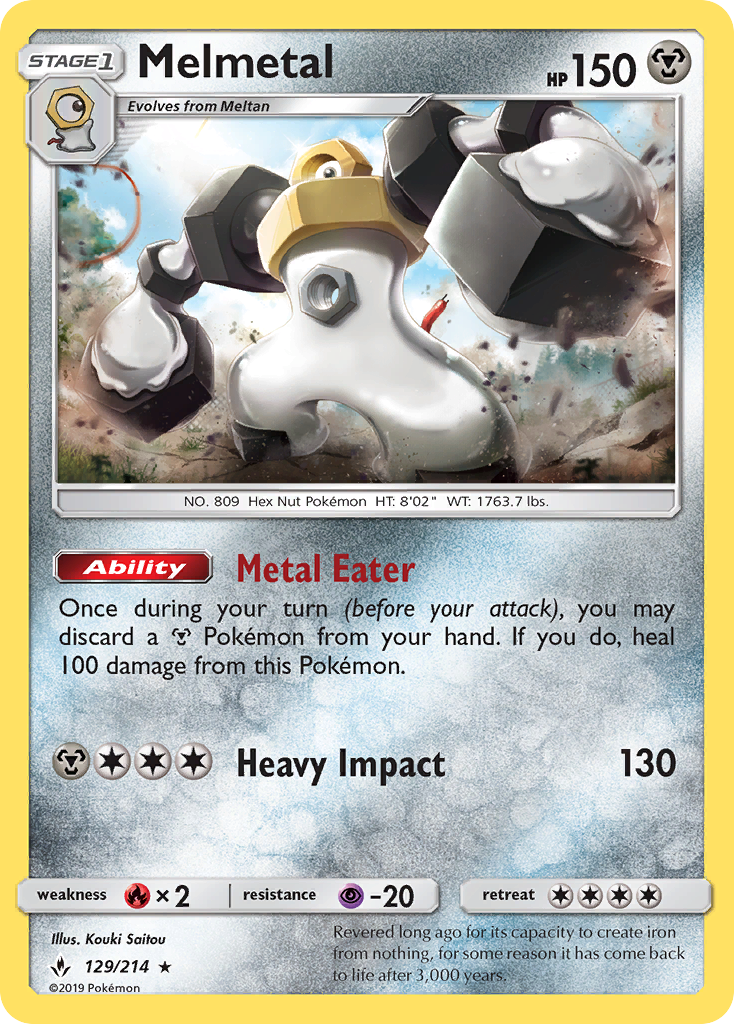 STAGE1 Melmetal HP 150
Evolves from Meltan
NO. 809 Hex Nut Pokémon HT: 8'02" WT: 1763.7 lbs.
Ability Metal Eater
Once during your turn (before your attack), you may
discard a Pokémon from your hand. If you do, heal
100 damage from this Pokémon.
Heavy Impact 130
weakness ×2 resistance -20 retreat
Illus. Kouki Saitou
129/214 ★
©2019 Pokémon
Revered long ago for its capacity to create iron
from nothing, for some reason it has come back
to life after 3,000 years.